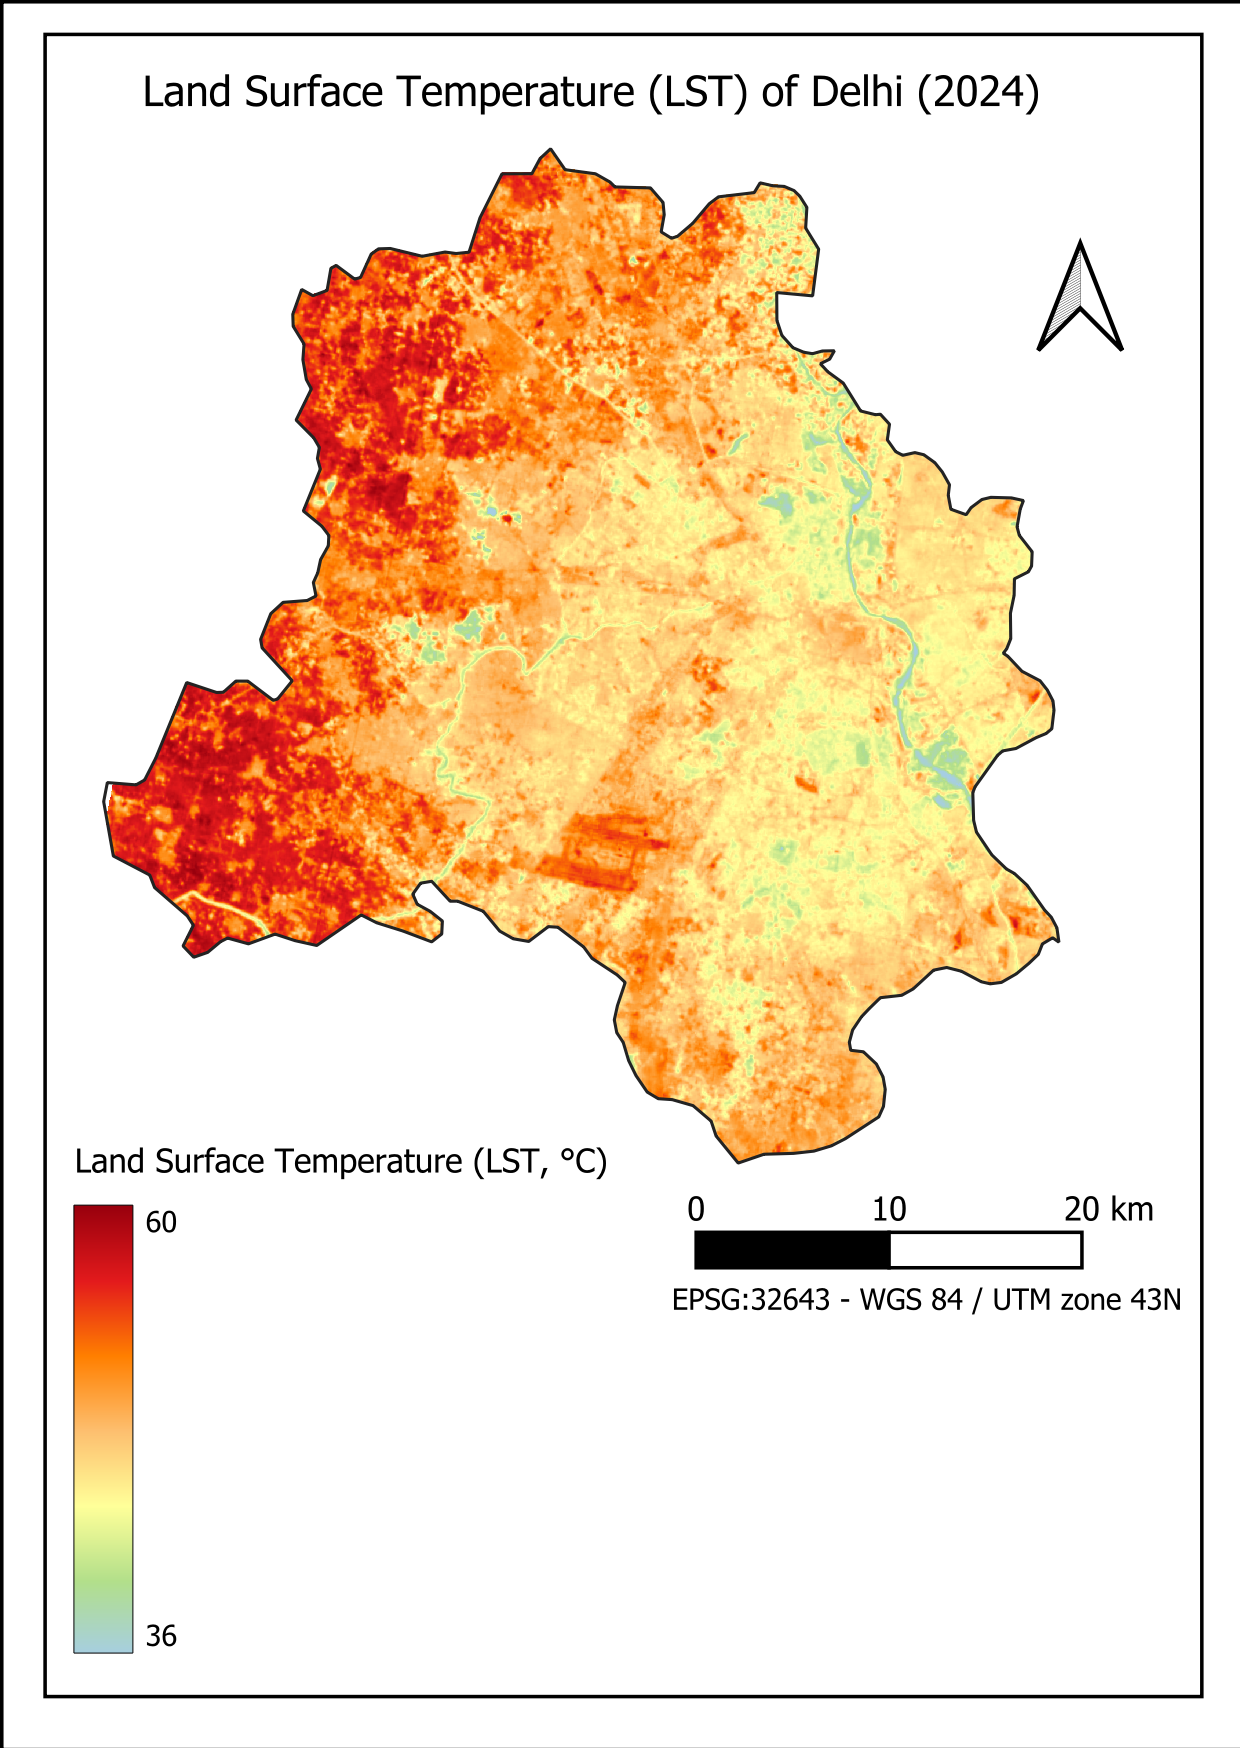 Land Surface Temperature (LST) of Delhi (2024)
Land Surface Temperature (LST, °C)
60
36
0 10 20 km
EPSG:32643 - WGS 84 / UTM zone 43N